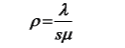 ρ = λ / sμ